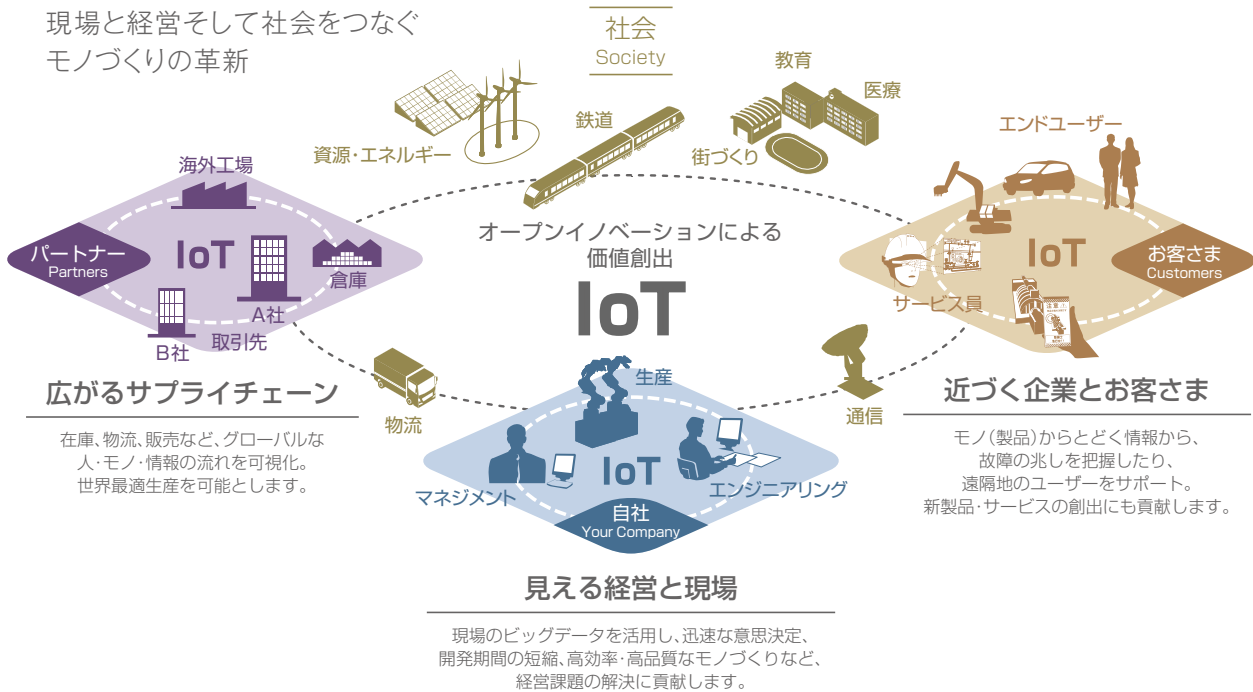 現場と経営そして社会をつなぐ
モノづくりの革新
社会
Society
教育
医療
鉄道
街づくり
資源・エネルギー
エンドユーザー
海外工場
パートナー
Partners
IoT
倉庫
A社
B社
取引先
オープンイノベーションによる
価値創出
IoT
IoT
お客さま
Customers
サービス員
注意!
物流
通信
生産
IoT
マネジメント
エンジニアリング
自社
Your Company
広がるサプライチェーン
在庫、物流、販売など、グローバルな
人・モノ・情報の流れを可視化。
世界最適生産を可能とします。
近づく企業とお客さま
モノ(製品)からとどく情報から、
故障の兆しを把握したり、
遠隔地のユーザーをサポート。
新製品・サービスの創出にも貢献します。
見える経営と現場
現場のビッグデータを活用し、迅速な意思決定、
開発期間の短縮、高効率・高品質なモノづくりなど、
経営課題の解決に貢献します。